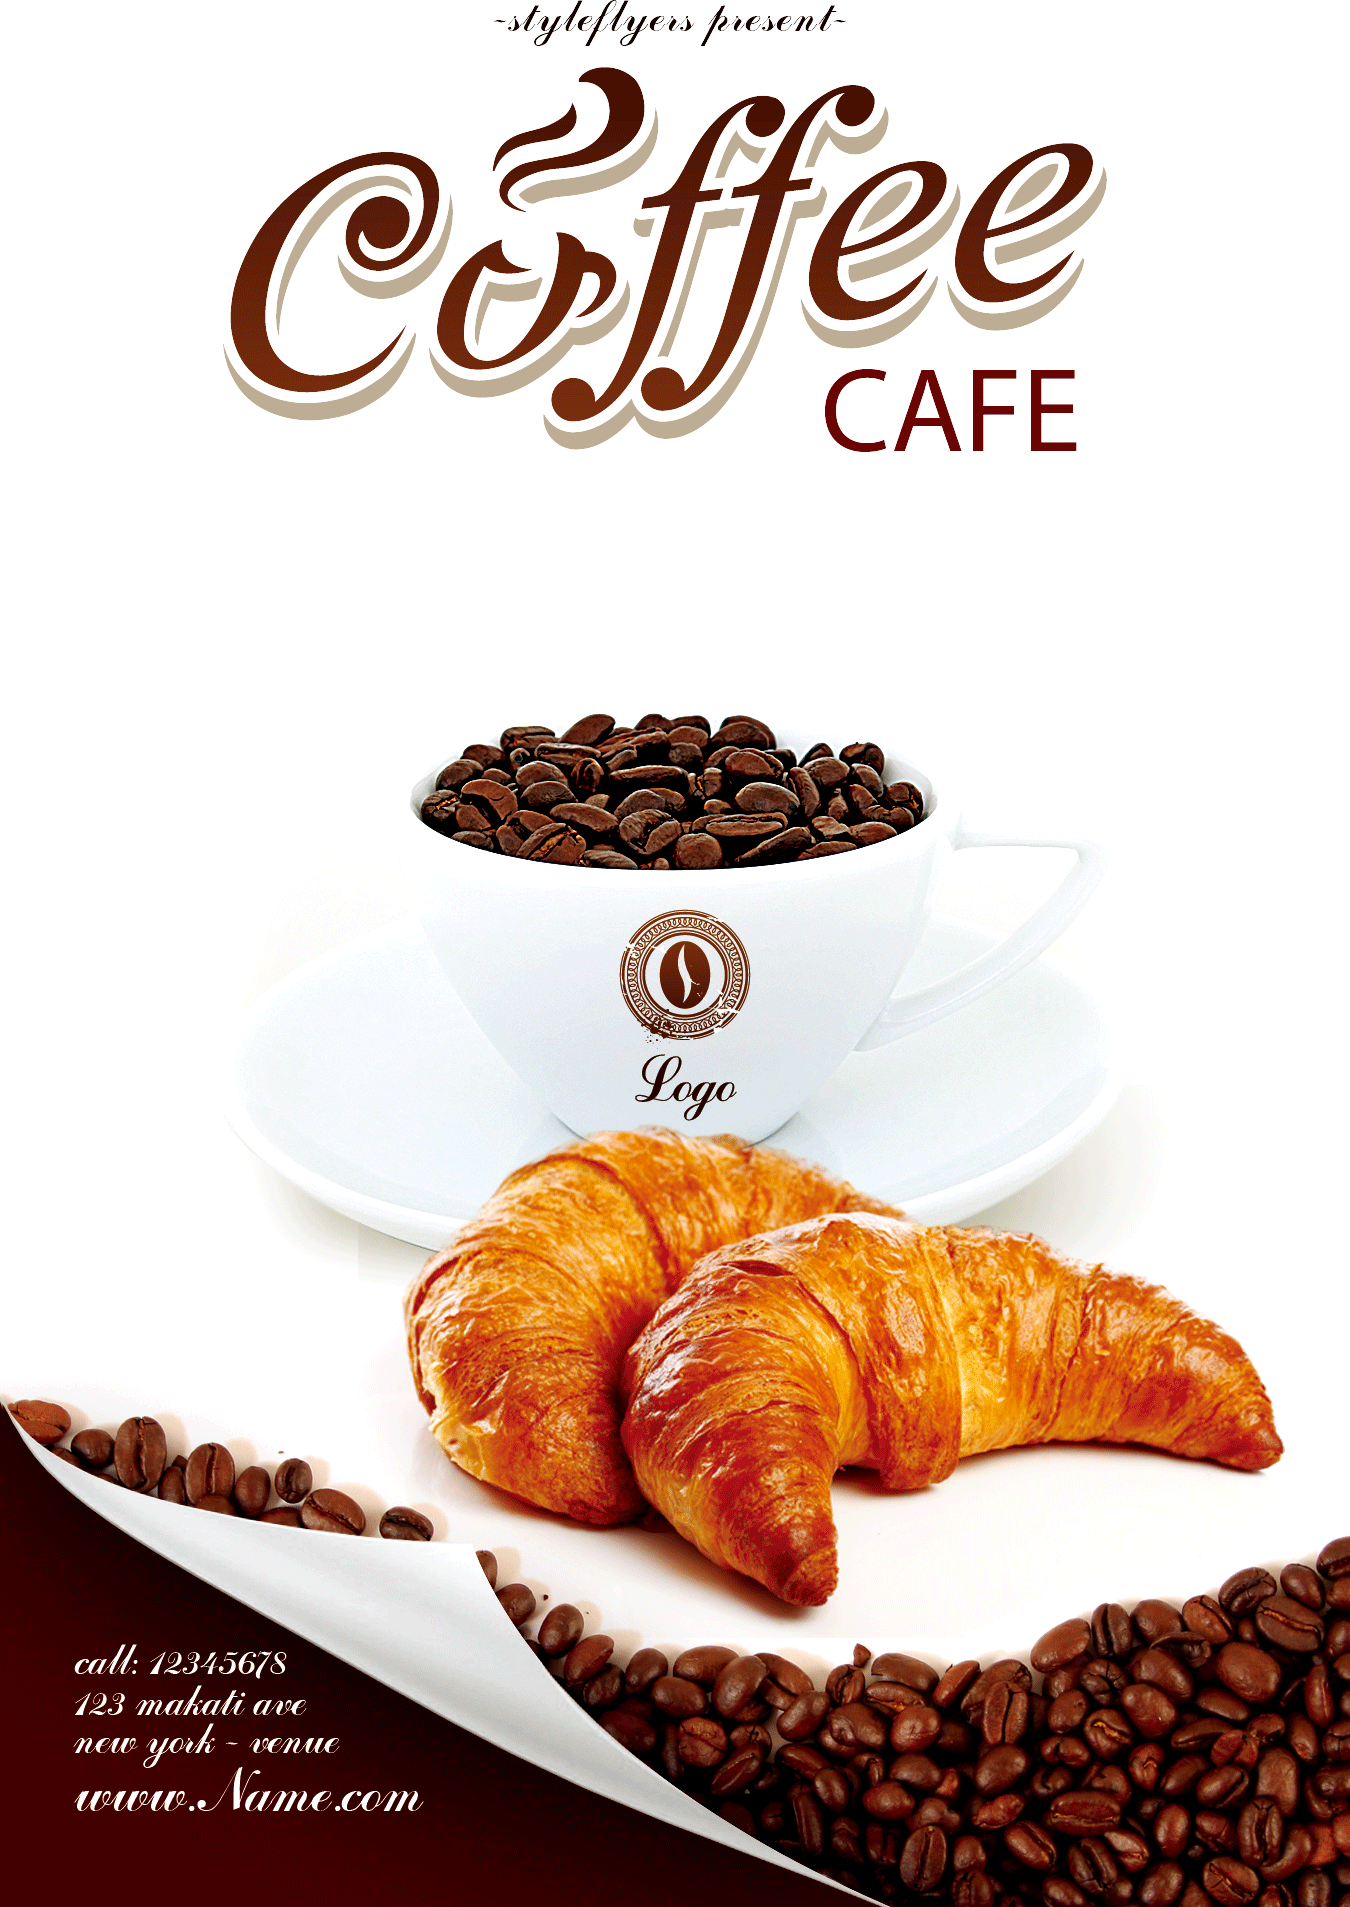 -styleflyers present-
Coffee
CAFE
Logo
call: 12345678
123 makati ave
new york - venue
www.Name.com